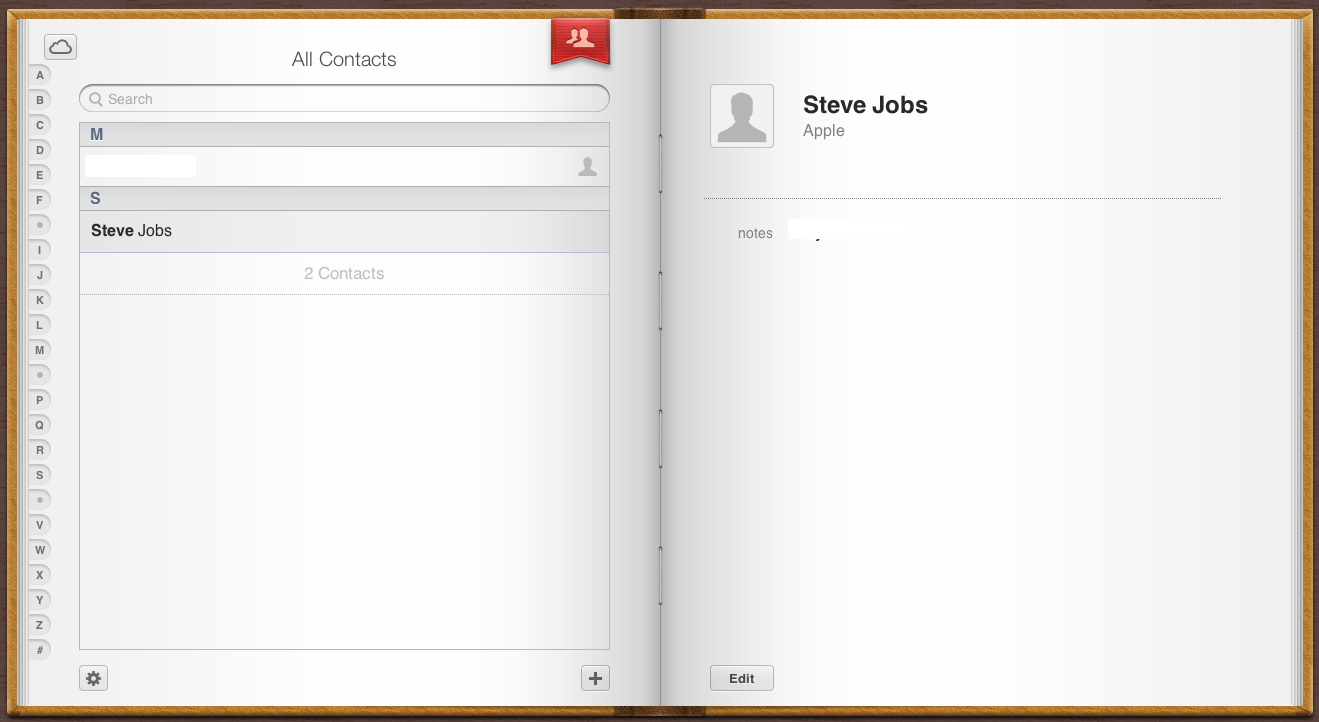 All Contacts
Search
A
B
C
D
E
F
I
J
K
L
M
P
Q
R
S
V
W
X
Y
Z
#
M
S
Steve Jobs
2 Contacts
Steve Jobs
Apple
notes
Edit